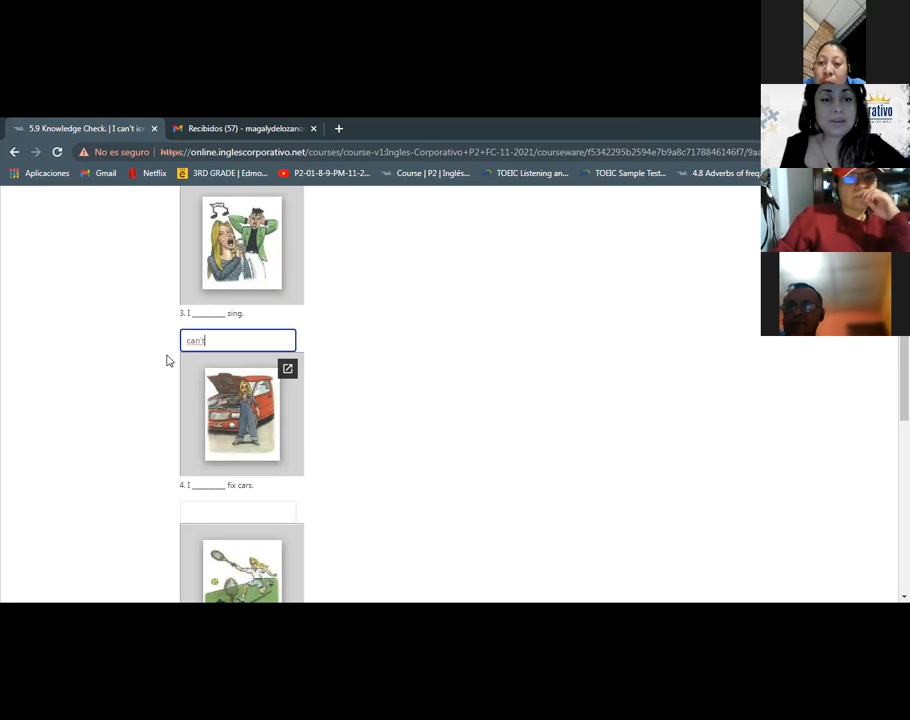 5.9 Knowledge Check. | I can't ic
Recibidos (57) - magalydelozano
No es seguro
https://online.inglescorporativo.net/courses/course-v1:Ingles-Corporativo+P2+FC-11-2021/courseware/f5342295b2594e7b9a8c7178846146f7/9aa
Aplicaciones
Gmail
Netflix
3RD GRADE | Edmo...
P2-01-8-9-PM-11-2...
Course | P2 | Inglés...
TOEIC Listening an...
TOEIC Sample Test...
4.8 Adverbs of freq
rativo
3. I ________ sing.
can't
4. I ________ fix cars.